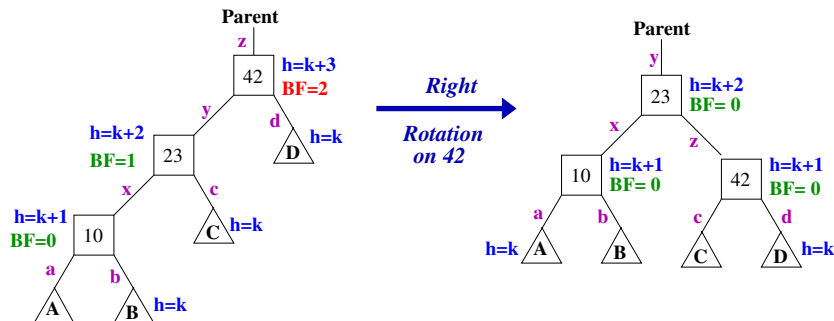 Parent
z
42
h=k+3
BF=2
y
d
h=k+2
BF=1
23
D
h=k
x
c
h=k+1
BF=0
10
C
h=k
a
b
A
B
h=k
Right
Rotation
on 42
Parent
y
23
h=k+2
BF= 0
x
z
10
h=k+1
BF= 0
42
h=k+1
BF= 0
a
b
c
d
h=k
A
B
C
D
h=k